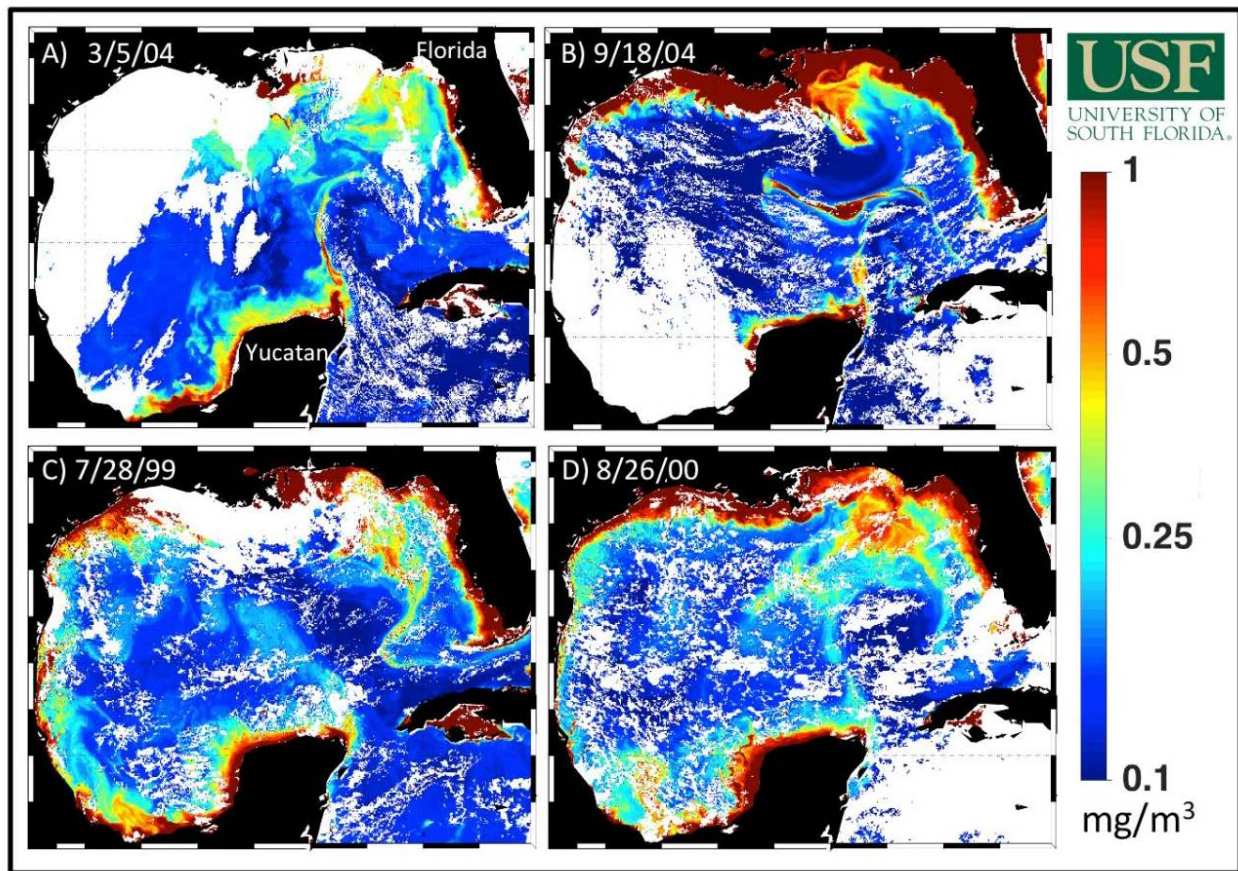 A) 3/5/04
Florida
Yucatan
B) 9/18/04
C) 7/28/99
D) 8/26/00
USF
UNIVERSITY OF
SOUTH FLORIDA®
1
0.5
0.25
0.1
mg/m³